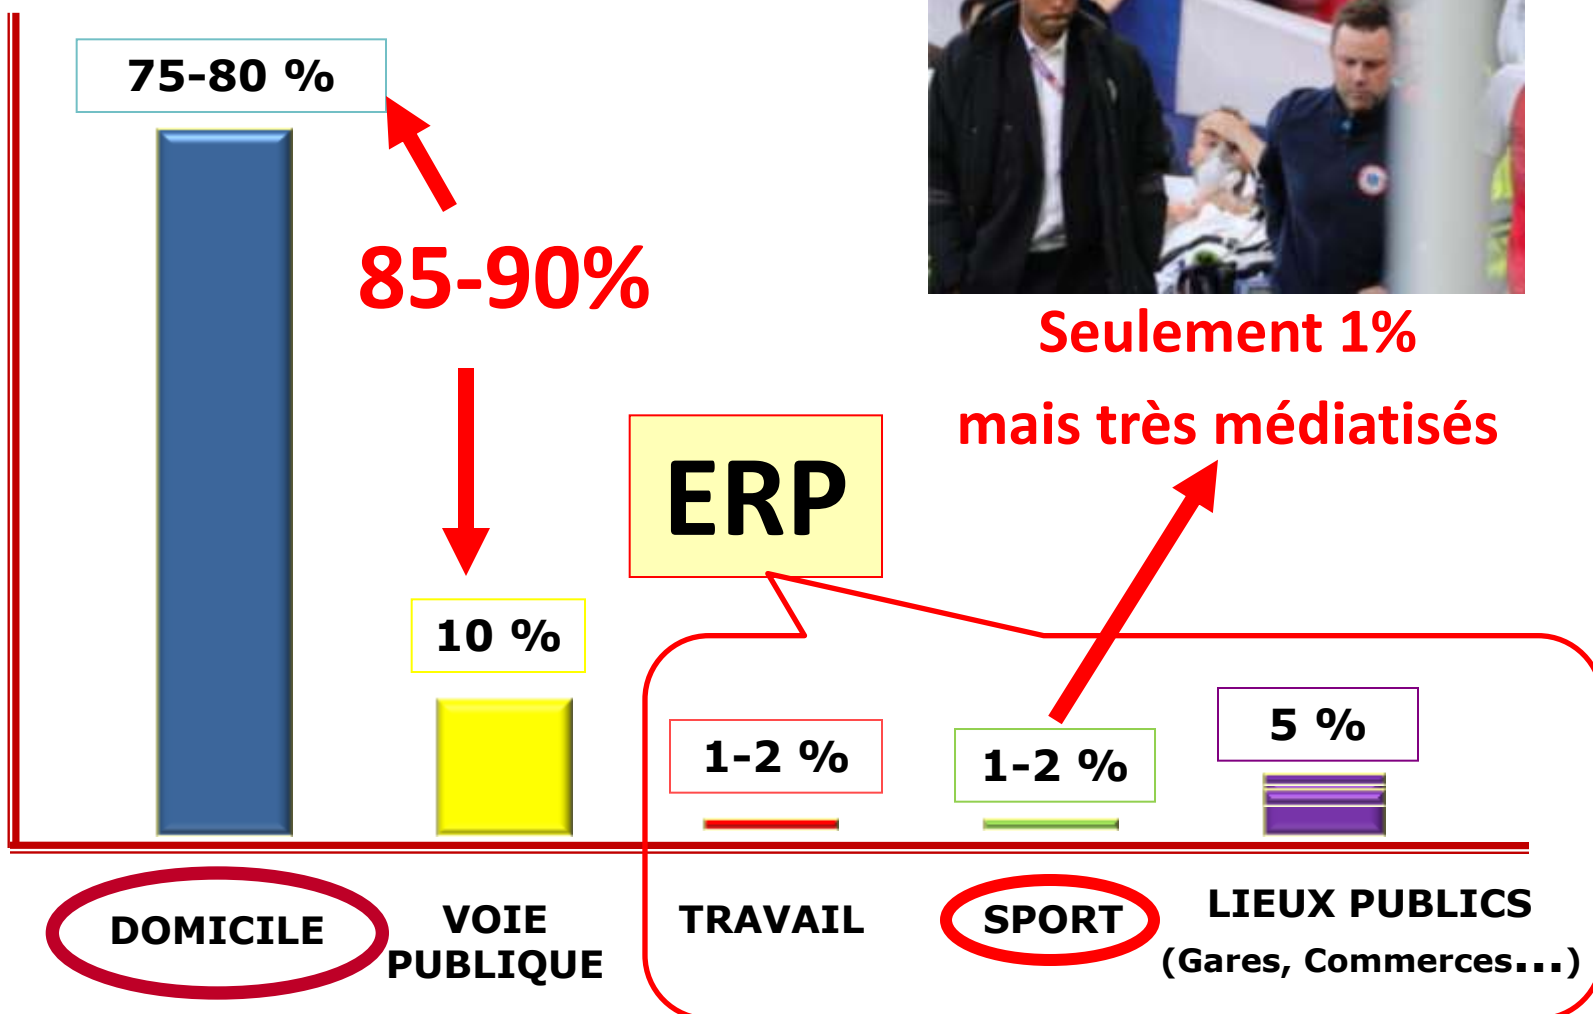 75-80 %
85-90%
Seulement 1%
mais très médiatisés
ERP
10 %
1-2 %
1-2 %
5 %
DOMICILE
VOIE
PUBLIQUE
TRAVAIL
SPORT
LIEUX PUBLICS
(Gares, Commerces...)